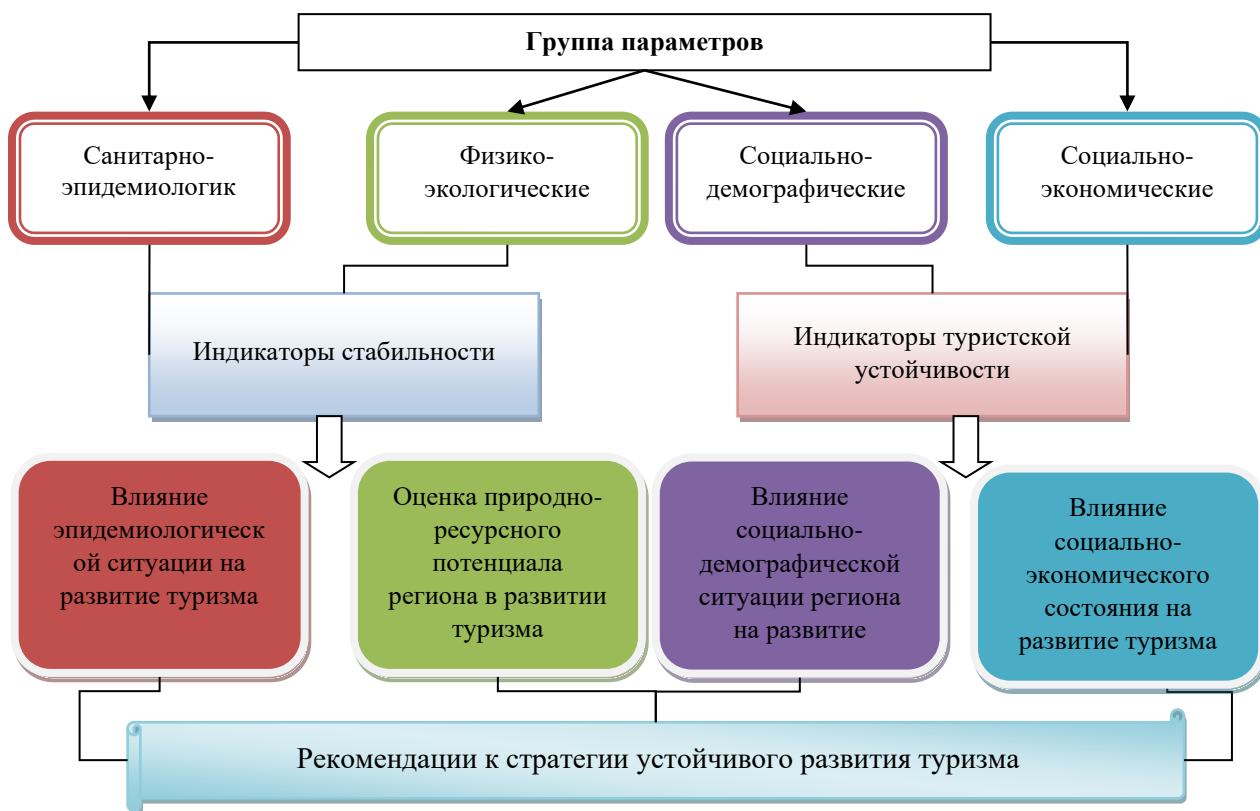 Группа параметров
Санитарно-
эпидемиологик
Физико-
экологические
Социально-
демографические
Социально-
экономические
Индикаторы стабильности
Индикаторы туристской
устойчивости
Влияние
эпидемиологическ
ой ситуации на
развитие туризма
Оценка природно-
ресурсного
потенциала
региона в развитии
туризма
Влияние
социально-
демографической
ситуации региона
на развитие
Влияние
социально-
экономического
состояния на
развитие туризма
Рекомендации к стратегии устойчивого развития туризма